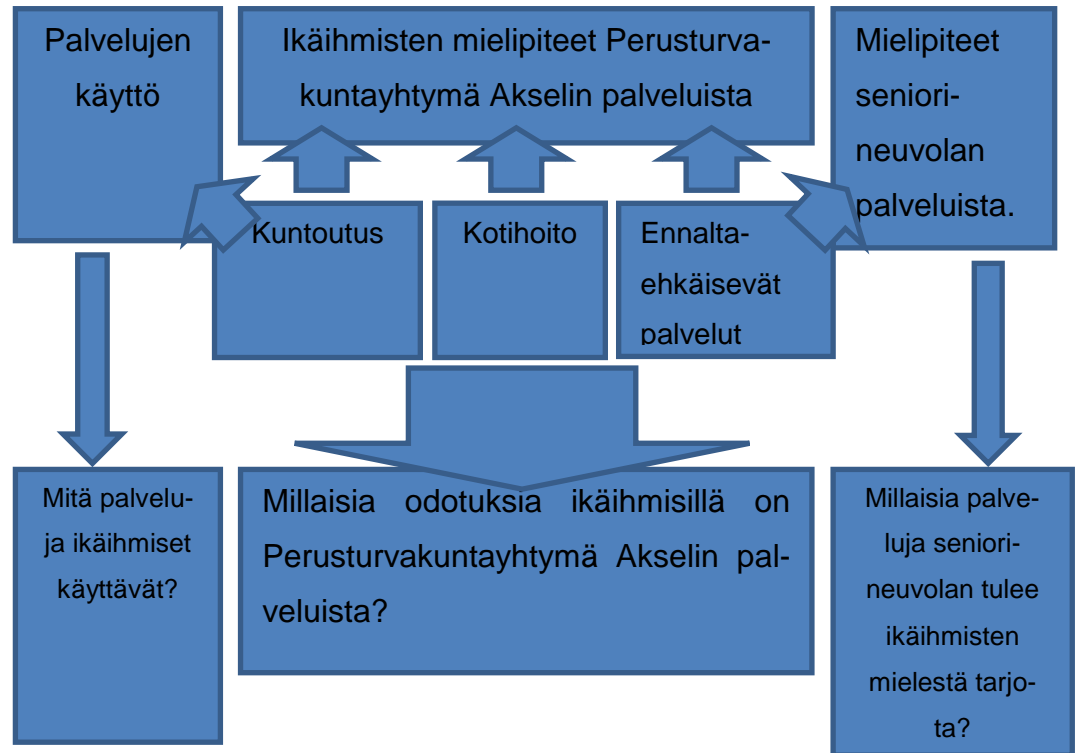 Palvelujen
käyttö
Ikäihmisten mielipiteet Perusturva-
kuntayhtymä Akselin palveluista
Mielipiteet
seniori-
neuvolan
palveluista.
Kuntoutus
Kotihoito
Ennalta-
ehkäisevät
palvelut
Mitä palvelu-
ja ikäihmiset
käyttävät?
Millaisia odotuksia ikäihmisillä on
Perusturvakuntayhtymä Akselin pal-
veluista?
Millaisia palve-
luja seniori-
neuvolan tulee
ikäihmisten
mielestä tarjo-
ta?